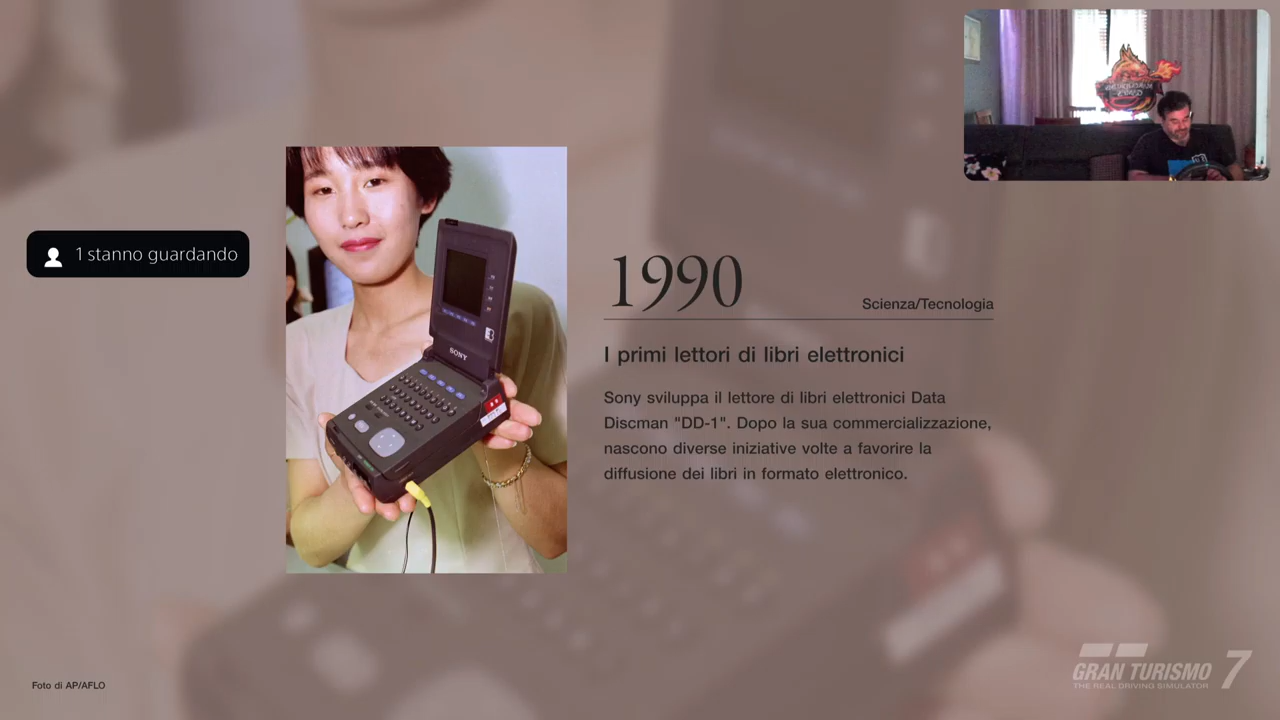 1 stanno guardando
SONY
1990
Scienza/Tecnologia
I primi lettori di libri elettronici
Sony sviluppa il lettore di libri elettronici Data
Discman "DD-1". Dopo la sua commercializzazione,
nascono diverse iniziative volte a favorire la
diffusione dei libri in formato elettronico.
Foto di AP/AFLO
GRAN TURISMO 7
THE REAL DRIVING SIMULATOR